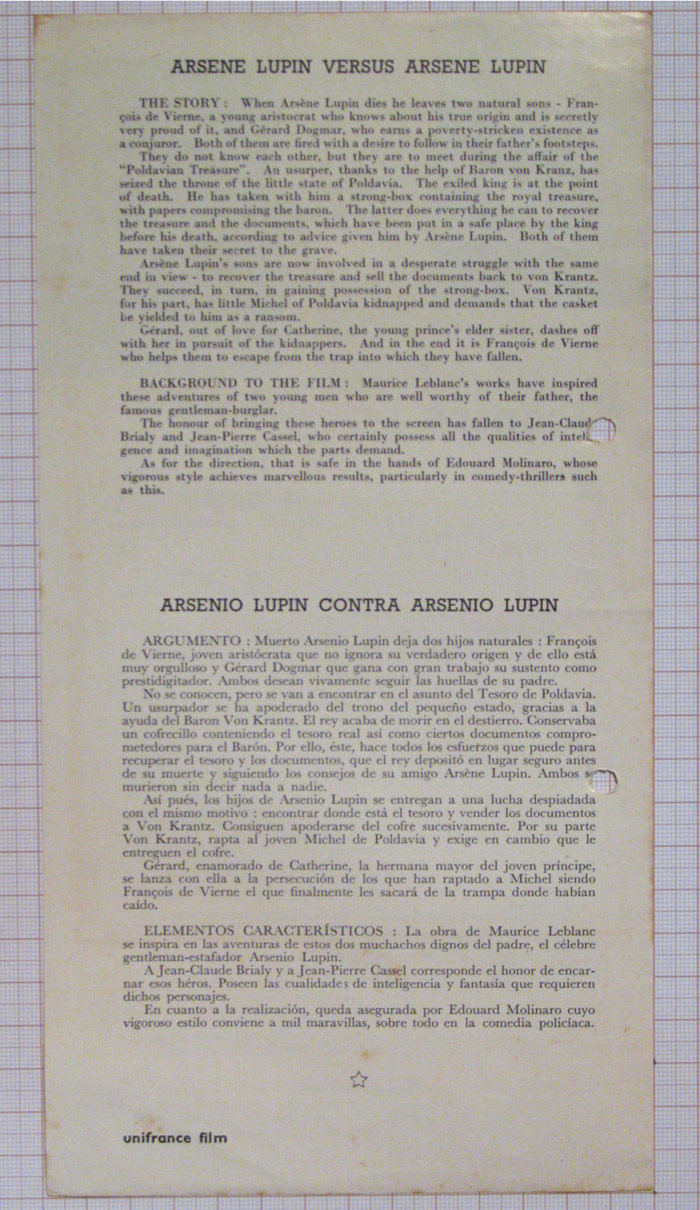 ARSENE LUPIN VERSUS ARSENE LUPIN
THE STORY : When Arsène Lupin dies he leaves two natural sons - Fran-
çois de Vierne, a young aristocrat who knows about his true origin and is secretly
very proud of it, and Gérard Dogmar, who earns a poverty-stricken existence as
a conjuror. Both of them are fired with a desire to follow in their father's footsteps.
They do not know each other, but they are to meet during the affair of the
"Poldavian Treasure". An usurper, thanks to the help of Baron von Kranz, has
seized the throne of the little state of Poldavia. The exiled king is at the point
of death. He has taken with him a strong-box containing the royal treasure,
with papers compromising the baron. The latter does everything he can to recover
the treasure and the documents, which have been put in a safe place by the king
before his death, according to advice given him by Arsène Lupin. Both of them
have taken their secret to the grave.
Arsène Lupin's sons are now involved in a desperate struggle with the same
end in view - to recover the treasure and sell the documents back to von Krantz.
They succeed, in turn, in gaining possession of the strong-box. Von Krantz,
for his part, has little Michel of Poldavia kidnapped and demands that the casket
be yielded to him as a ransom.
Gérard, out of love for Catherine, the young prince's elder sister, dashes off
with her in pursuit of the kidnappers. And in the end it is François de Vierne
who helps them to escape from the trap into which they have fallen.
BACKGROUND TO THE FILM : Maurice Leblanc's works have inspired
these adventures of two young men who are well worthy of their father, the
famous gentleman-burglar.
The honour of bringing these heroes to the screen has fallen to Jean-Claud
Brialy and Jean-Pierre Cassel, who certainly possess all the qualities of intel
gence and imagination which the parts demand.
As for the direction, that is safe in the hands of Edouard Molinaro, whose
vigorous style achieves marvellous results, particularly in comedy-thrillers such
as this.
ARSENIO LUPIN CONTRA ARSENIO LUPIN
ARGUMENTO : Muerto Arsenio Lupin deja dos hijos naturales : François
de Vierne, joven aristócrata que no ignora su verdadero origen y de ello está
muy orgulloso y Gérard Dogmar que gana con gran trabajo su sustento como
prestidigitador. Ambos desean vivamente seguir las huellas de su padre.
No se conocen, pero se van a encontrar en el asunto del Tesoro de Poldavia.
Un usurpador se ha apoderado del trono del pequeño estado, gracias a la
ayuda del Baron Von Krantz. El rey acaba de morir en el destierro. Conservaba
un cofrecillo conteniendo el tesoro real así como ciertos documentos compro-
metedores para el Barón. Por ello, éste, hace todos los esfuerzos que puede para
recuperar el tesoro y los documentos, que el rey depositó en lugar seguro antes
de su muerte y siguiendo los consejos de su amigo Arsène Lupin. Ambos s
murieron sin decir nada a nadie.
Así pués, los hijos de Arsenio Lupin se entregan a una lucha despiadada
con el mismo motivo : encontrar donde está el tesoro y vender los documentos
a Von Krantz. Consiguen apoderarse del cofre sucesivamente. Por su parte
Von Krantz, rapta al joven Michel de Poldavia y exige en cambio que le
entreguen el cofre.
Gérard, enamorado de Catherine, la hermana mayor del joven príncipe,
se lanza con ella a la persecución de los que han raptado a Michel siendo
François de Vierne el que finalmente les sacará de la trampa donde habían
caído.
ELEMENTOS CARACTERÍSTICOS : La obra de Maurice Leblanc
se inspira en las aventuras de estos dos muchachos dignos del padre, el célebre
gentleman-estafador Arsenio Lupin.
A Jean-Claude Brialy y a Jean-Pierre Cassel corresponde el honor de encar-
nar esos héros. Poseen las cualidades de inteligencia y fantasía que requieren
dichos personajes.
En cuanto a la realización, queda asegurada por Edouard Molinaro cuyo
vigoroso estilo conviene a mil maravillas, sobre todo en la comedia policíaca.
unifrance film